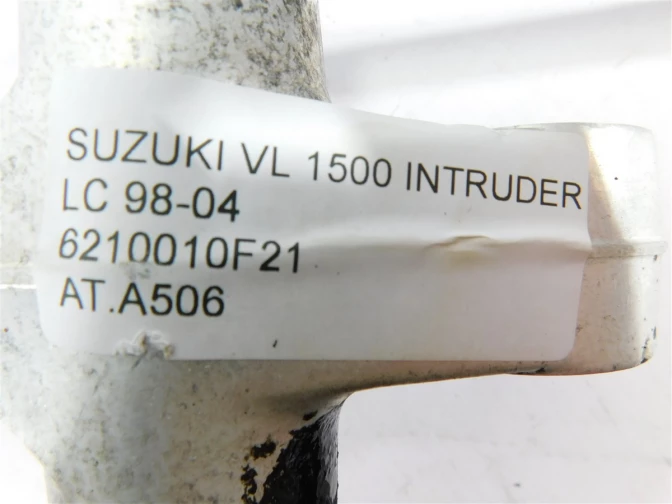 SUZUKI VL 1500 INTRUDER
LC 98-04
6210010F21
AT.A506